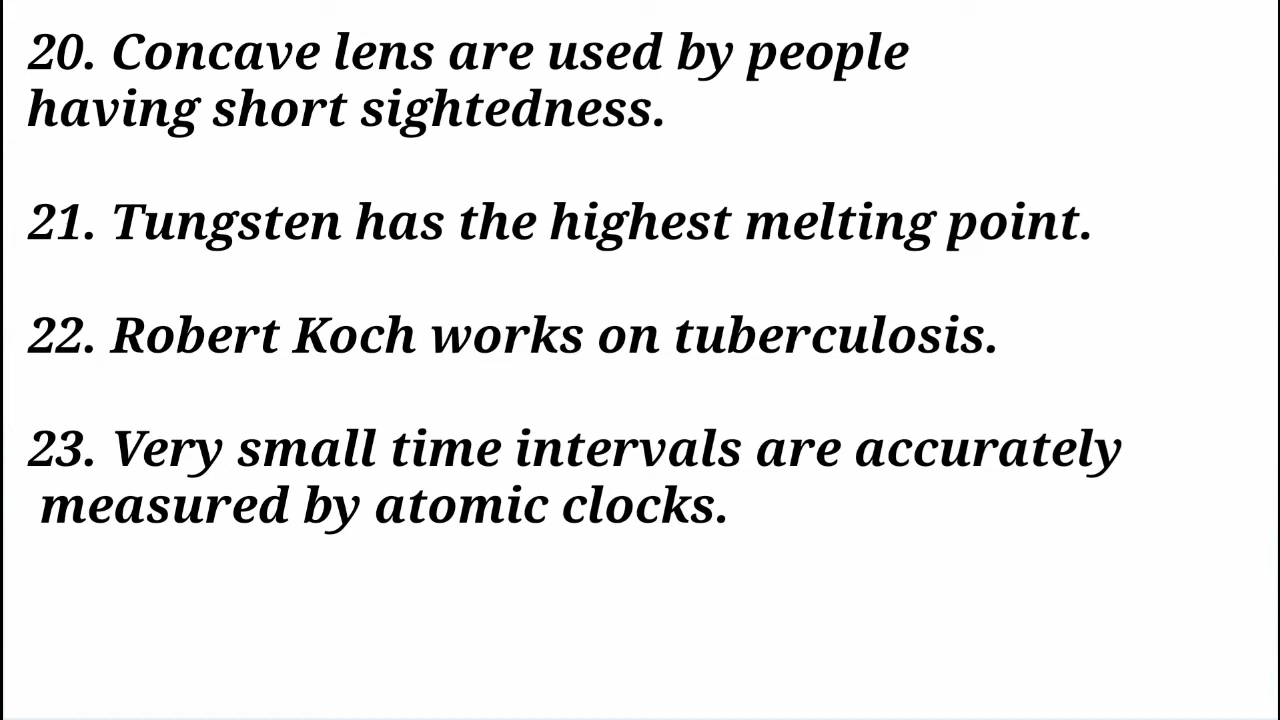 20. Concave lens are used by people
having short sightedness.
21. Tungsten has the highest melting point.
22. Robert Koch works on tuberculosis.
23. Very small time intervals are accurately
measured by atomic clocks.